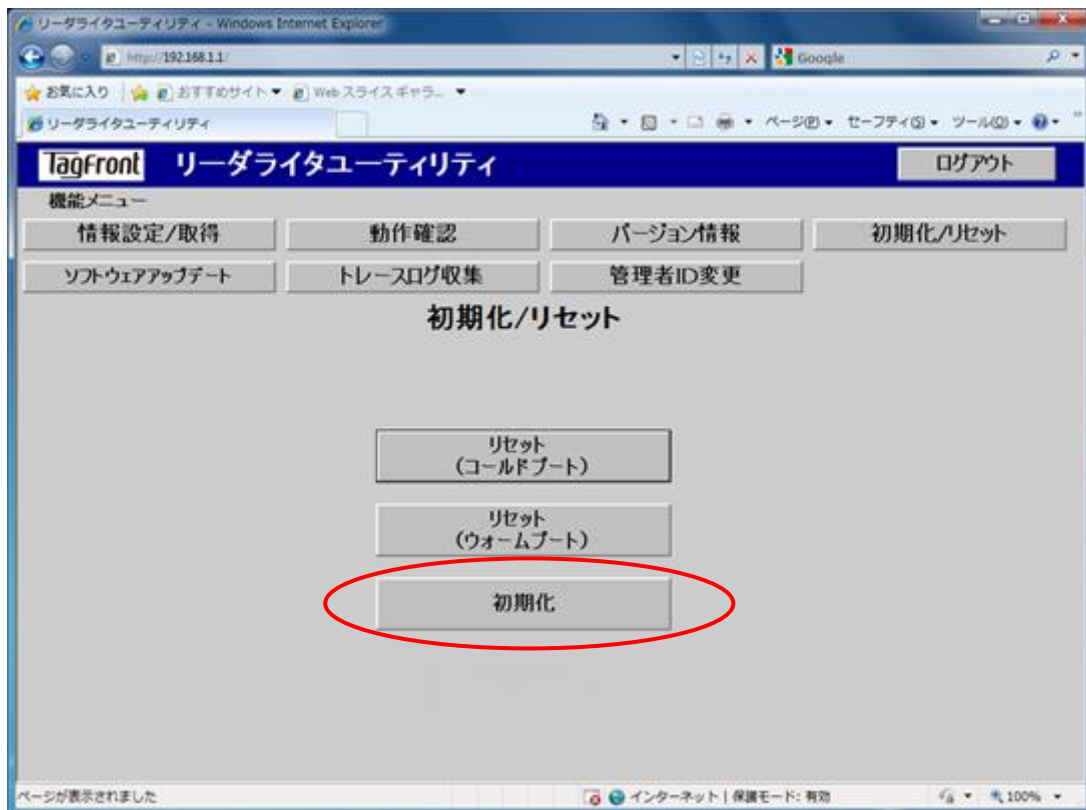 リーダライタユーティリティ - Windows Internet Explorer
http://192.168.1.1/
Google
お気に入り
おすすめサイト
Web スライス ギャラ...
リーダライタユーティリティ
ページ(P)
セーフティ(S)
ツール(O)
TagFront
リーダライタユーティリティ
ログアウト
機能メニュー
情報設定/取得
動作確認
バージョン情報
初期化/リセット
ソフトウェアアップデート
トレースログ収集
管理者ID変更
初期化/リセット
リセット
(コールドブート)
リセット
(ウォームブート)
初期化
ページが表示されました
インターネット | 保護モード: 有効
100%